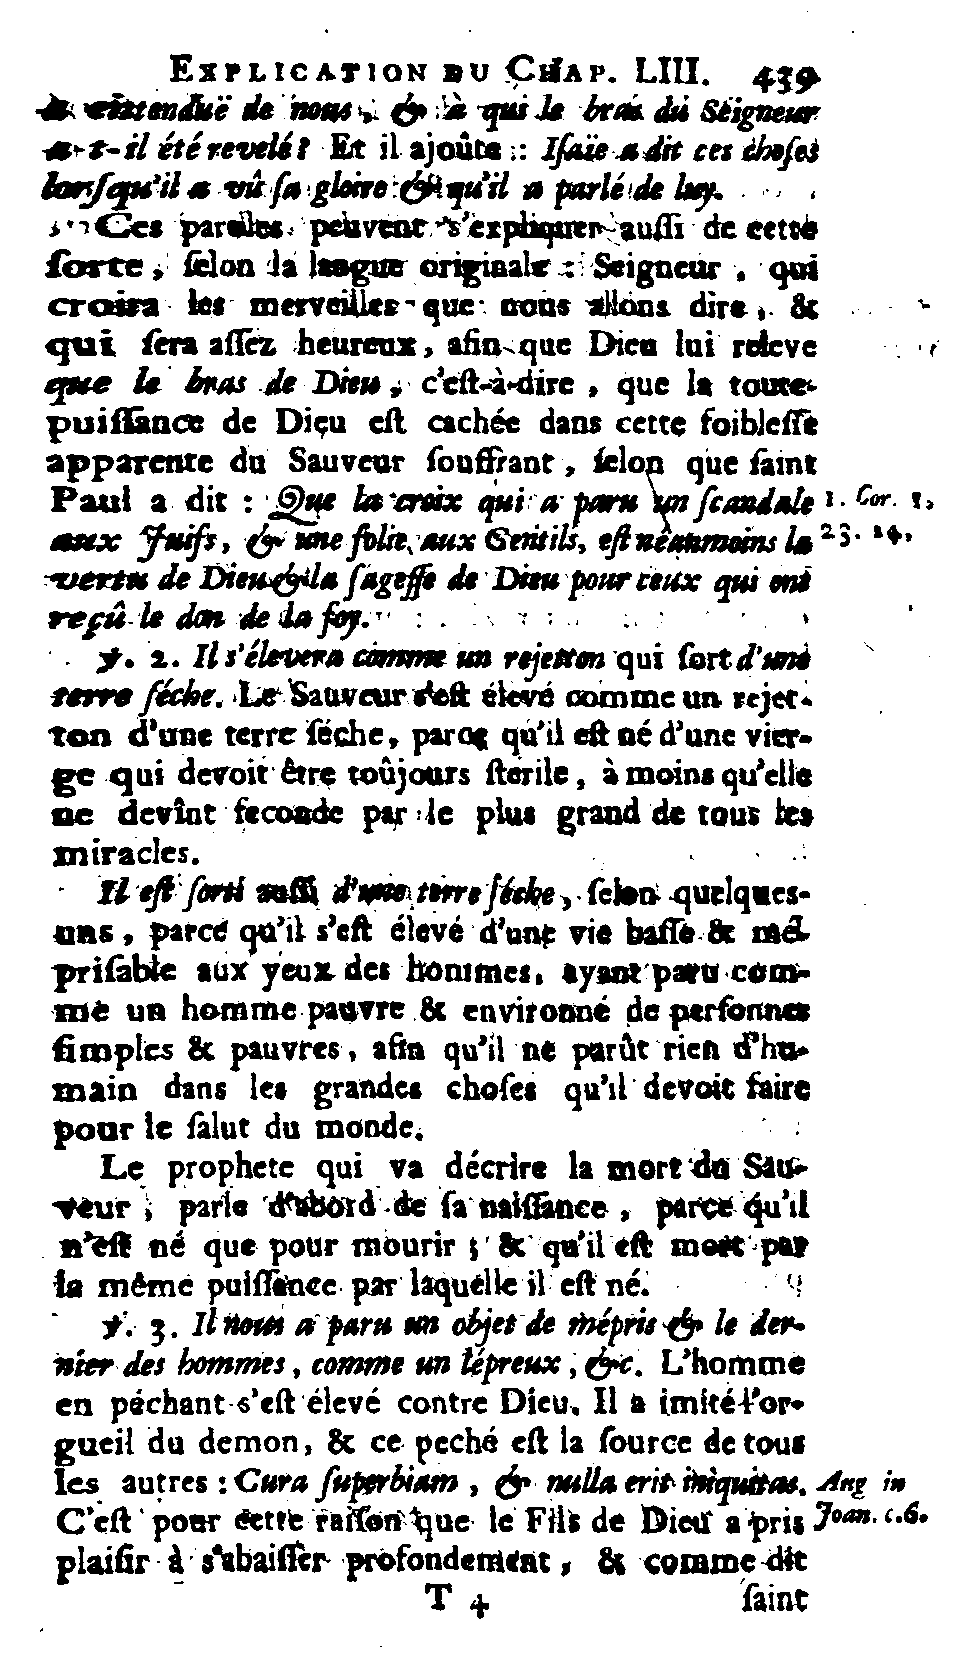 EXPLICATION DU CHAP. LIII. 439
a entenduë de nous, & à qui le bras du Seigneur
a-t-il été revelé? Et il ajoûte: Iſaïe a dit ces choſes
lorſqu'il a vû ſa gloire & qu'il a parlé de luy.
Ces paroles peuvent s'expliquer auſſi de cette
ſorte, ſelon la langue originale: Seigneur, qui
croira les merveilles que nous allons dire, &
qui ſera aſſez heureux, afin que Dieu lui releve
que le bras de Dieu, c'eſt-à-dire, que la toute-
puiſſance de Dieu eſt cachée dans cette foibleſſe
apparente du Sauveur ſouffrant, ſelon que ſaint
Paul a dit: Que la croix qui a paru un ſcandale 1. Cor. 1,
aux Juifs, & une folie aux Gentils, eſt néanmoins la 23. 24,
vertu de Dieu & la ſageſſe de Dieu pour ceux qui ont
reçû le don de la foy.
℣. 2. Il s'élevera comme un rejetton qui ſort d'une
terre ſéche. Le Sauveur s'eſt élevé comme un rejet-
ton d'une terre ſéche, parce qu'il eſt né d'une vier-
ge qui devoit être toûjours ſterile, à moins qu'elle
ne devînt feconde par le plus grand de tous les
miracles.
Il eſt ſorti auſſi d'une terre ſéche, ſelon quelques-
uns, parce qu'il s'eſt élevé d'une vie baſſe & mé-
priſable aux yeux des hommes, ayant paru com-
me un homme pauvre & environné de perſonnes
ſimples & pauvres, afin qu'il ne parût rien d'hu-
main dans les grandes choſes qu'il devoit faire
pour le ſalut du monde.
Le prophete qui va décrire la mort du Sau-
veur, parle d'abord de ſa naiſſance, parce qu'il
n'eſt né que pour mourir; & qu'il eſt mort par
la même puiſſance par laquelle il eſt né.
℣. 3. Il nous a paru un objet de mépris & le der-
nier des hommes, comme un lépreux, &c. L'homme
en péchant s'eſt élevé contre Dieu. Il a imité l'or-
gueil du demon, & ce peché eſt la ſource de tous
les autres: Cura ſuperbiam, & nulla erit iniquitas. Aug in
C'eſt pour cette raiſon que le Fils de Dieu a pris Joan. c.6.
plaiſir à s'abaiſſer profondement, & comme dit
T 4 ſaint